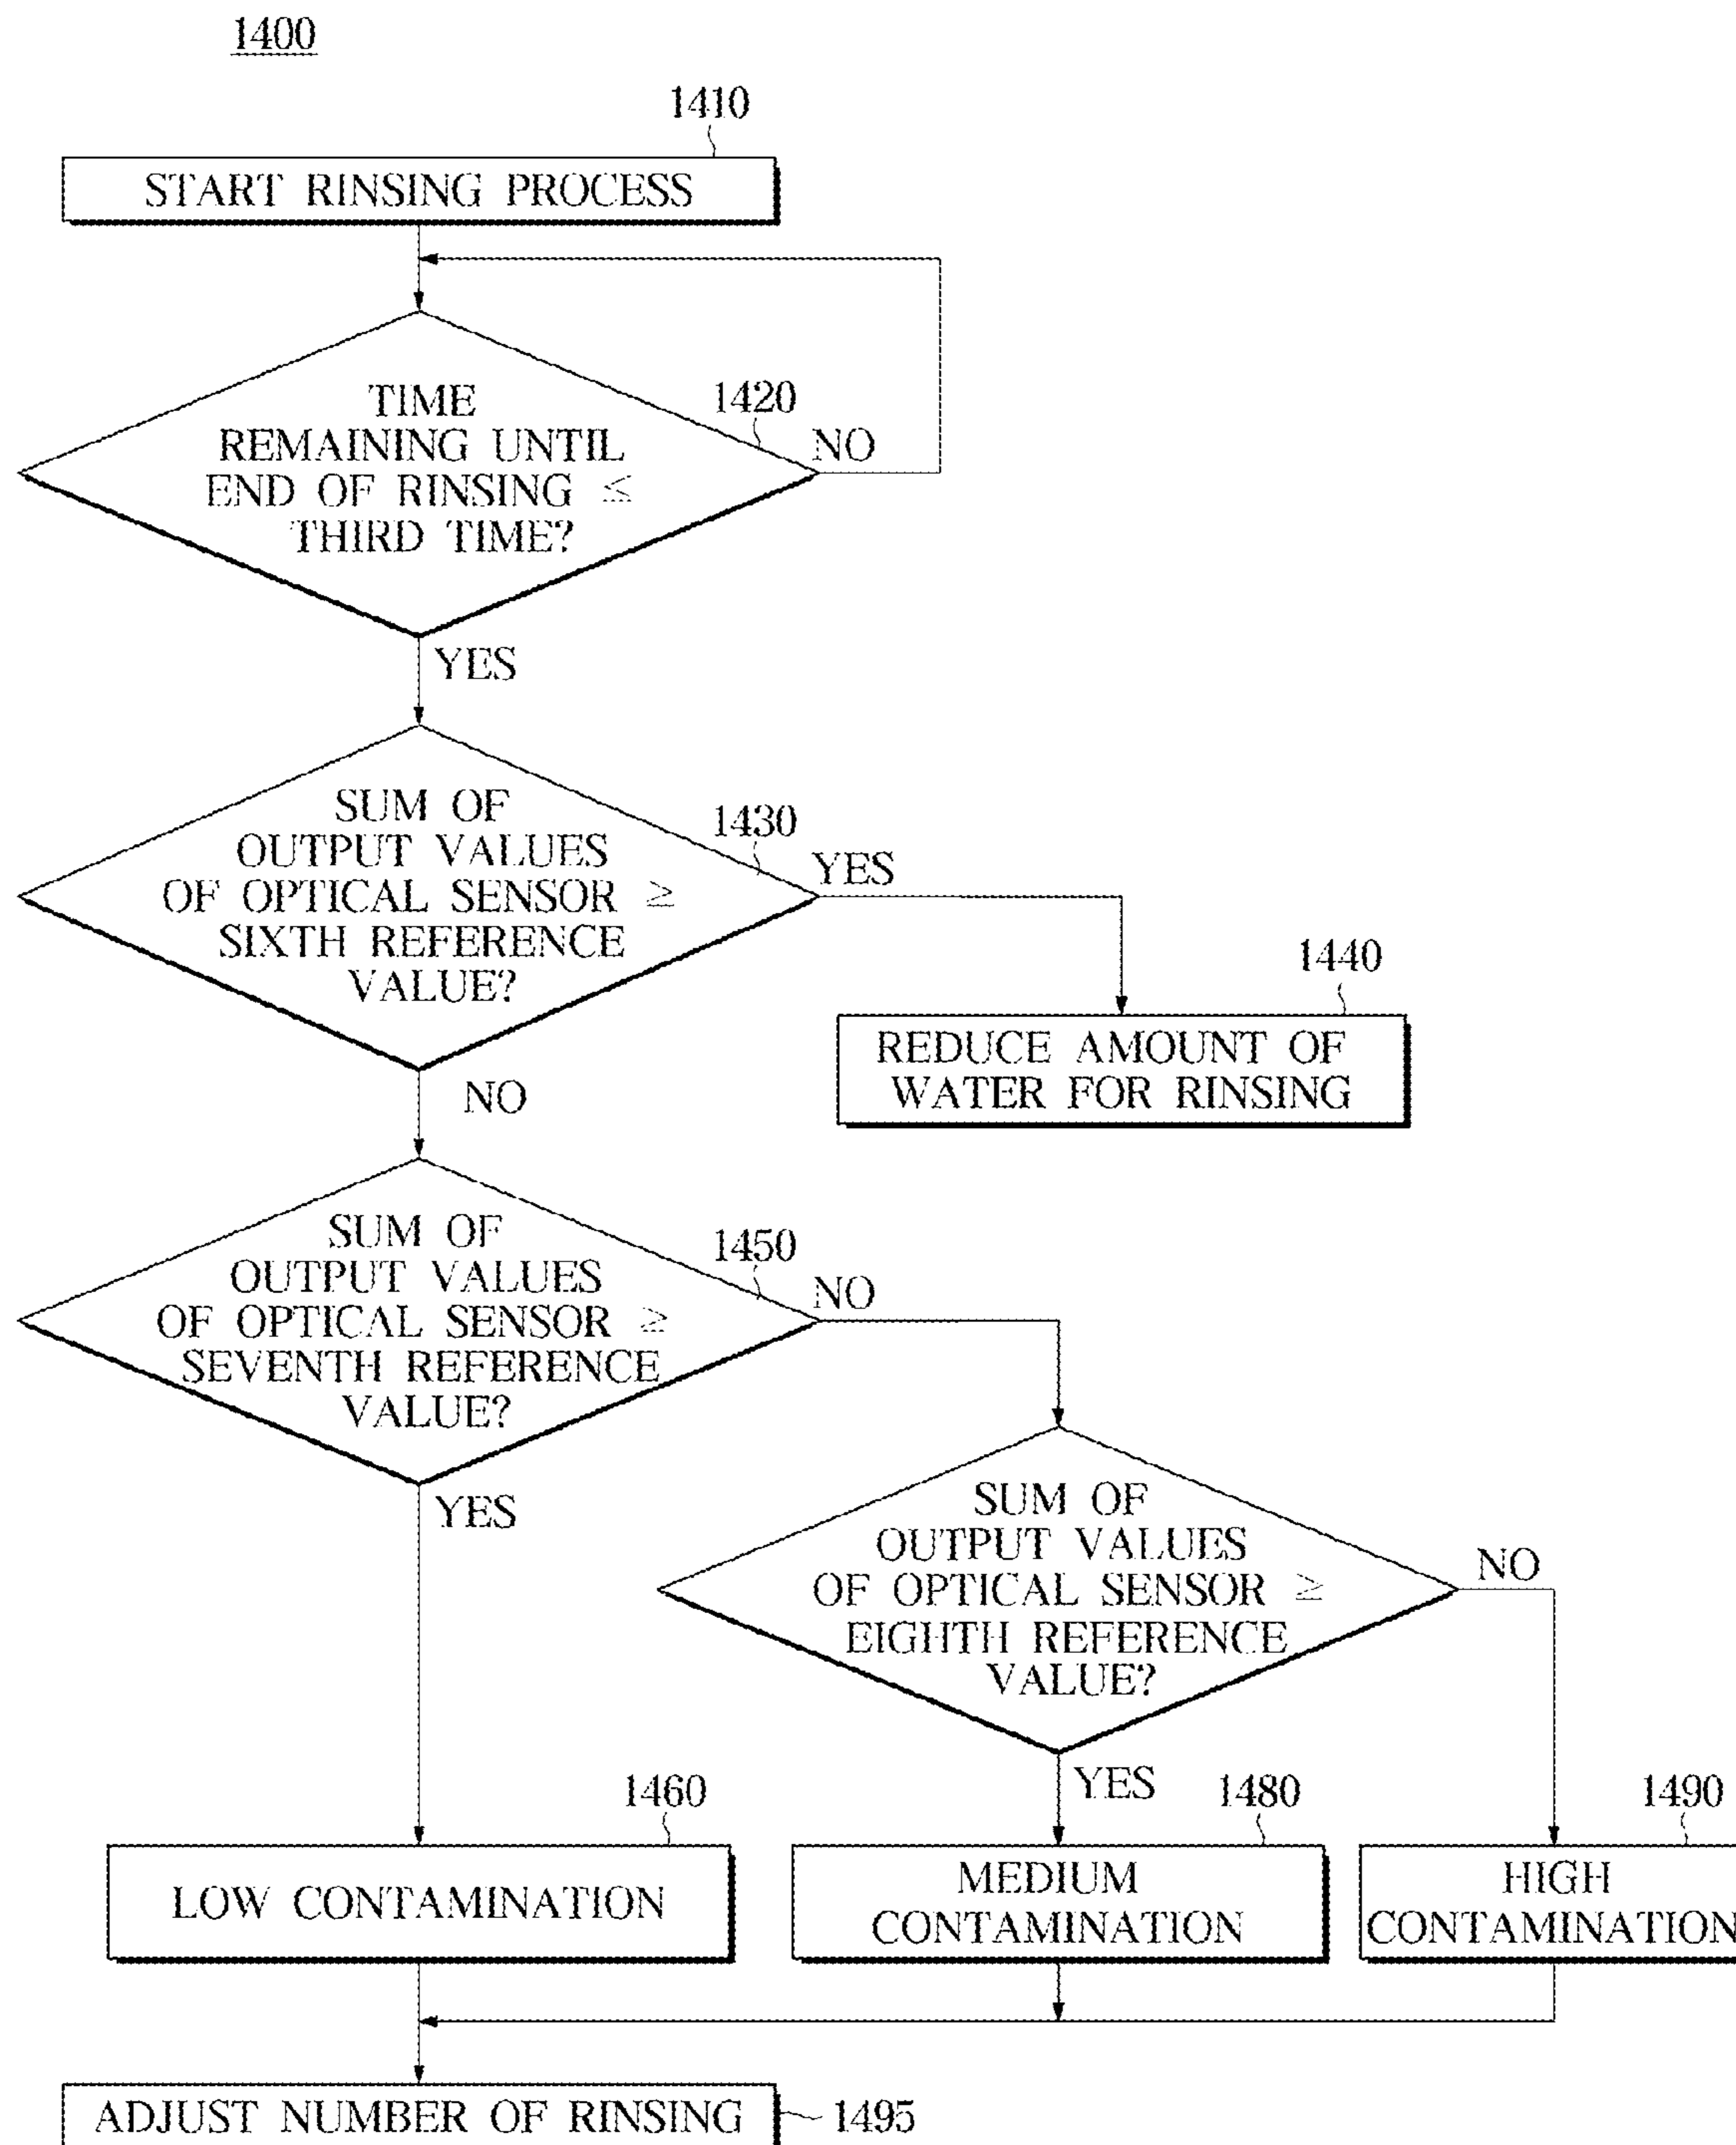 1400
1410
START RINSING PROCESS
TIME
REMAINING UNTIL
END OF RINSING ≤
THIRD TIME?
1420
NO
YES
SUM OF
OUTPUT VALUES
OF OPTICAL SENSOR ≥
SIXTH REFERENCE
VALUE?
1430
YES
1440
REDUCE AMOUNT OF
WATER FOR RINSING
NO
SUM OF
OUTPUT VALUES
OF OPTICAL SENSOR ≥
SEVENTH REFERENCE
VALUE?
1450
NO
YES
SUM OF
OUTPUT VALUES
OF OPTICAL SENSOR ≥
EIGHTH REFERENCE
VALUE?
NO
YES
1460
LOW CONTAMINATION
1480
MEDIUM
CONTAMINATION
1490
HIGH
CONTAMINATION
ADJUST NUMBER OF RINSING
1495